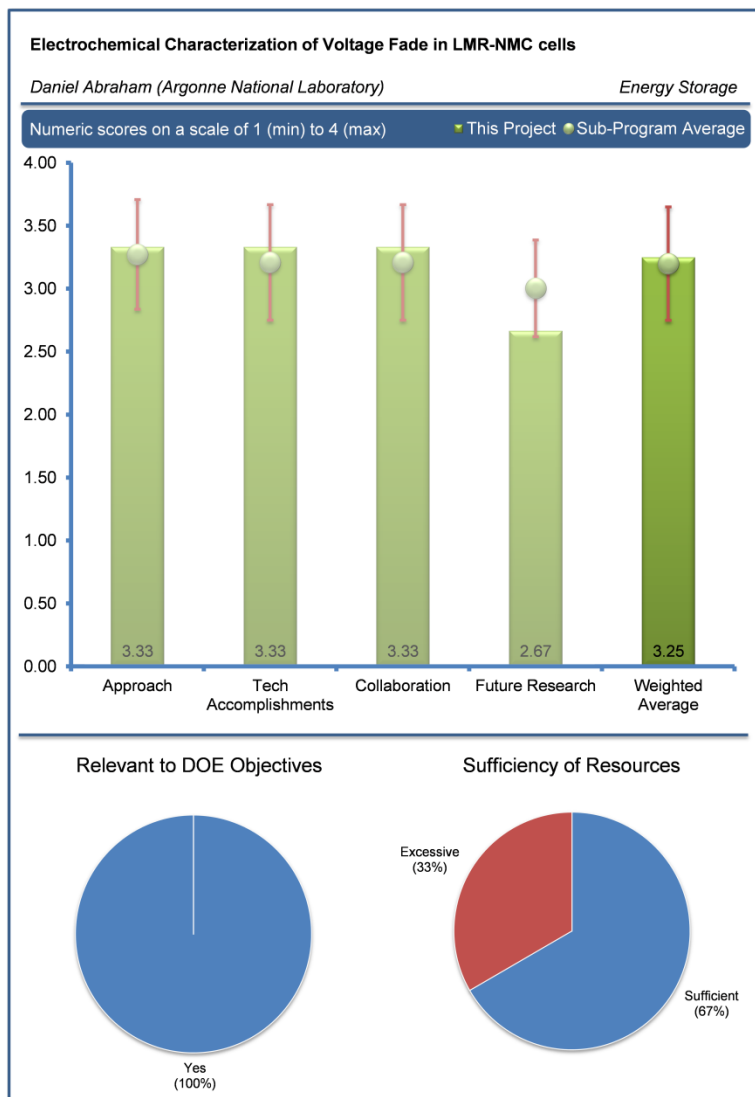 Electrochemical Characterization of Voltage Fade in LMR-NMC cells
Daniel Abraham (Argonne National Laboratory) Energy Storage
Numeric scores on a scale of 1 (min) to 4 (max) This Project Sub-Program Average
4.00
3.50
3.00
2.50
2.00
1.50
1.00
0.50
0.00
3.33 3.33 3.33 2.67 3.25
Approach Tech Collaboration Future Research Weighted
Accomplishments Average
Relevant to DOE Objectives Sufficiency of Resources
Excessive
(33%)
Sufficient
(67%)
Yes
(100%)